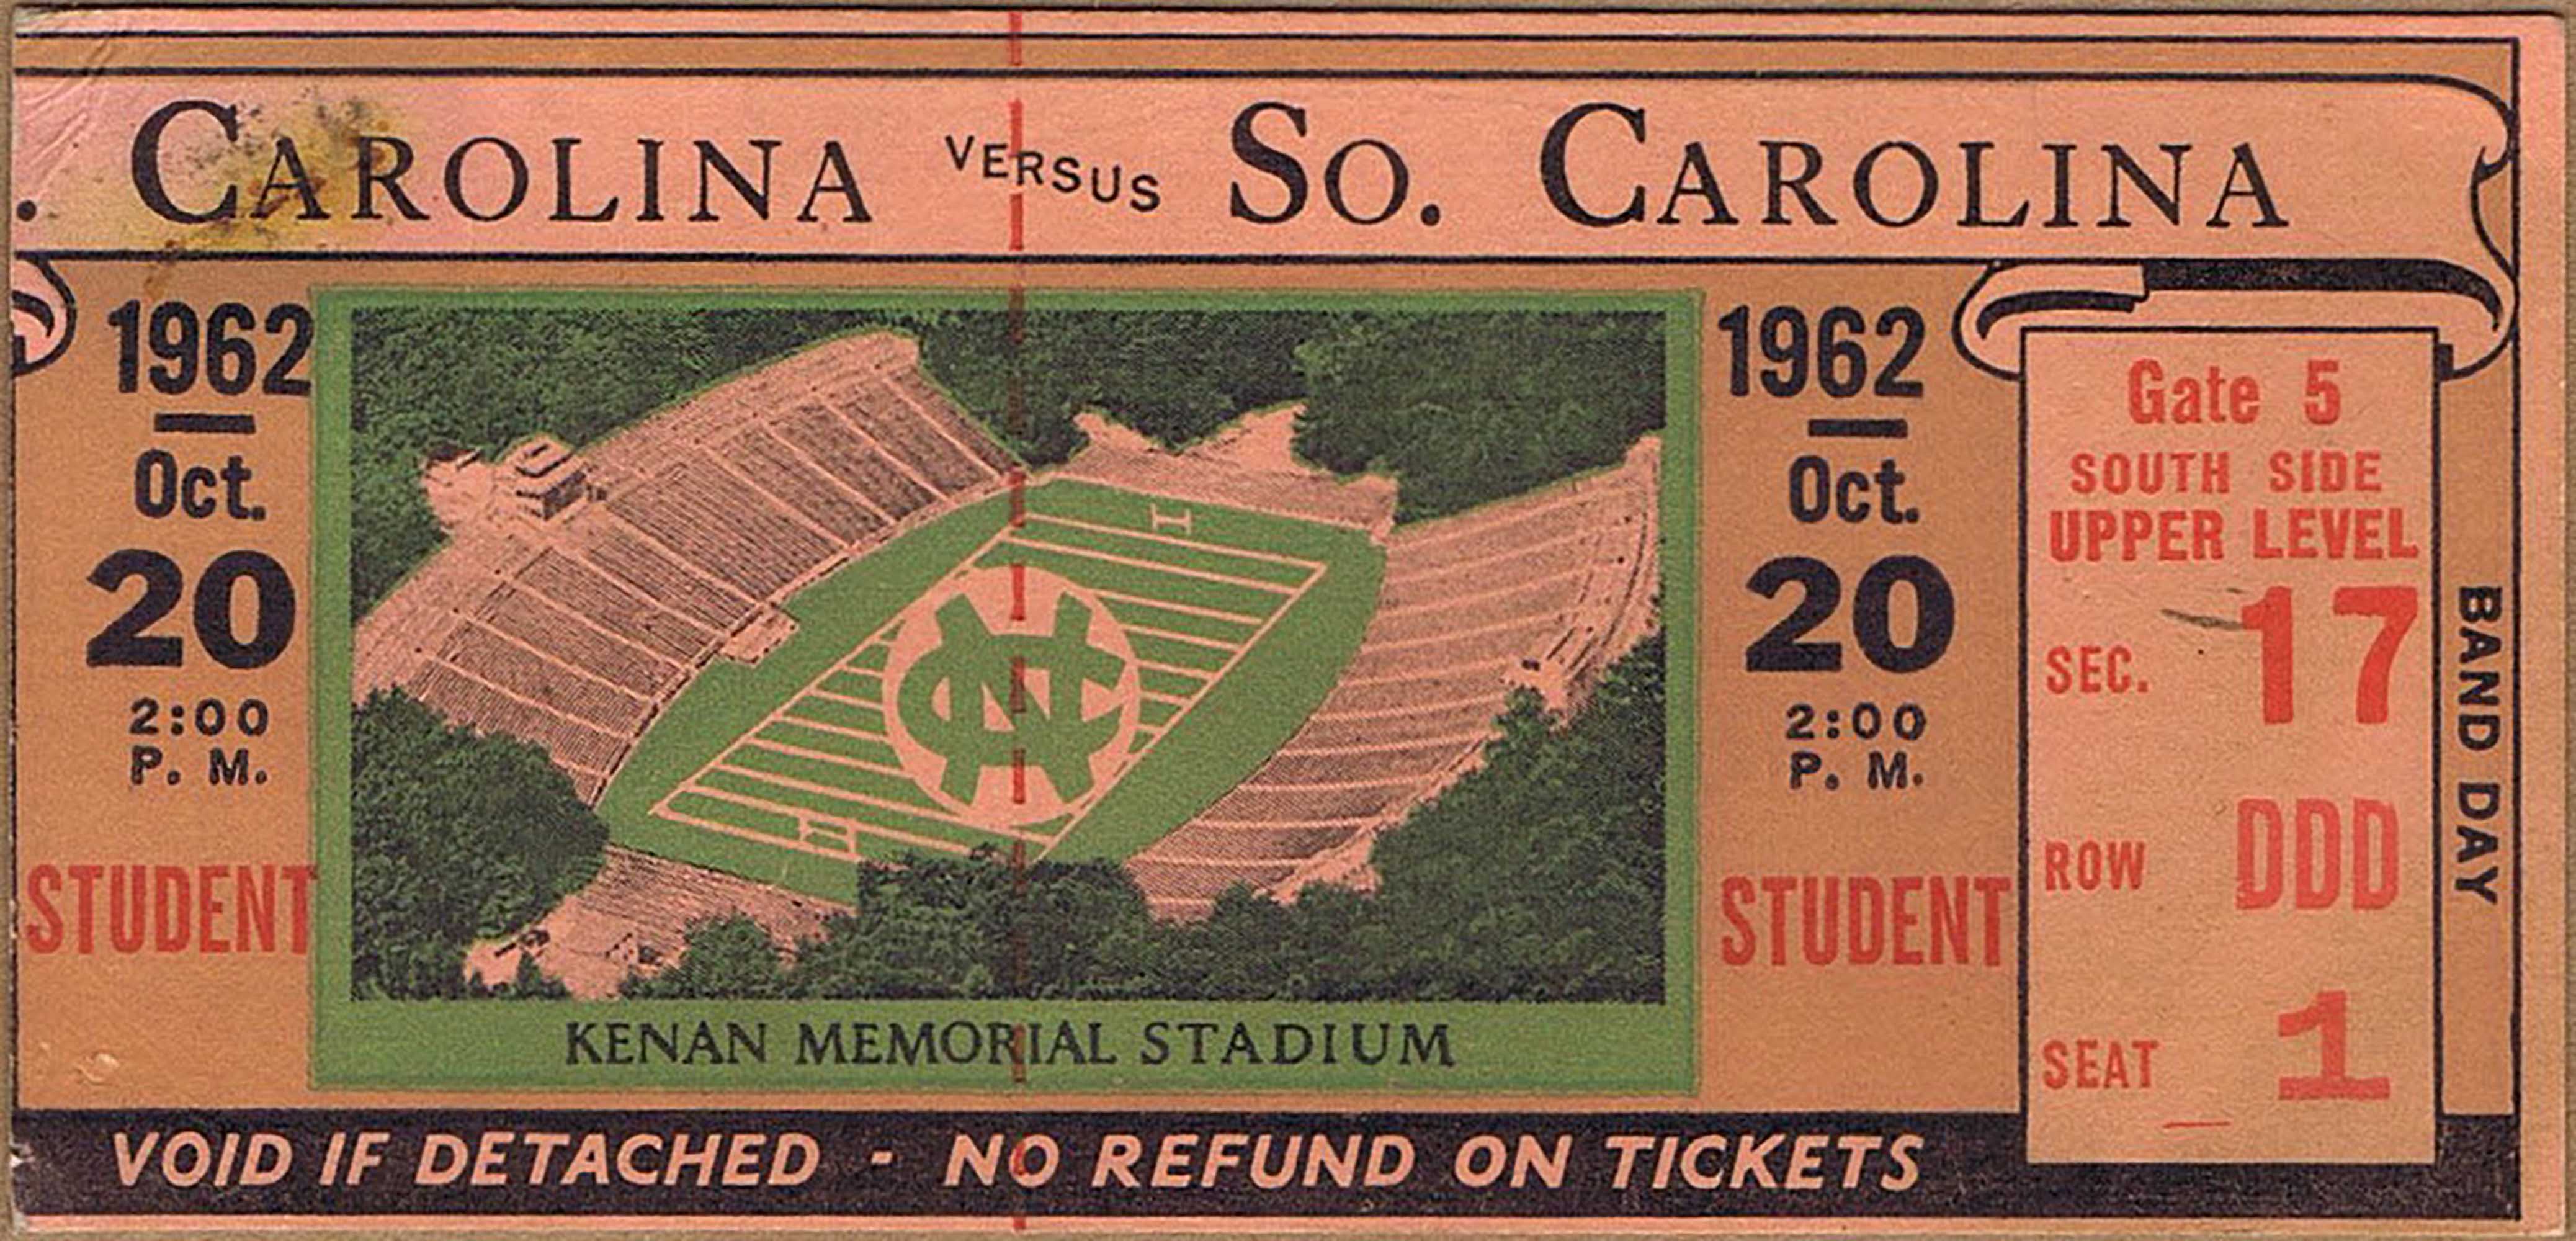 . CAROLINA VERSUS SO. CAROLINA
1962
Oct.
20
2:00
P. M.
STUDENT
NC
KENAN MEMORIAL STADIUM
1962
Oct.
20
2:00
P. M.
STUDENT
Gate 5
SOUTH SIDE
UPPER LEVEL
SEC. 17
ROW DDD
SEAT 1
BAND DAY
VOID IF DETACHED - NO REFUND ON TICKETS